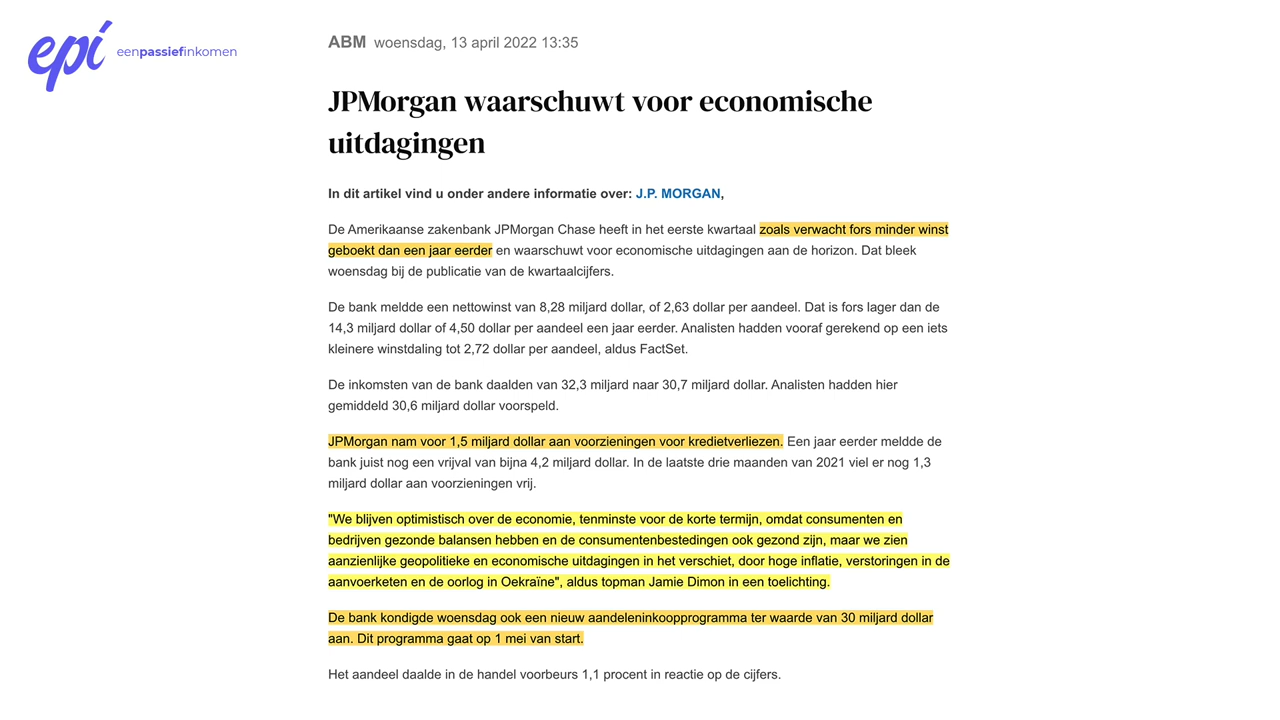 epi eenpassiefinkomen
ABM woensdag, 13 april 2022 13:35
JPMorgan waarschuwt voor economische
uitdagingen
In dit artikel vind u onder andere informatie over: J.P. MORGAN,
De Amerikaanse zakenbank JPMorgan Chase heeft in het eerste kwartaal zoals verwacht fors minder winst
geboekt dan een jaar eerder en waarschuwt voor economische uitdagingen aan de horizon. Dat bleek
woensdag bij de publicatie van de kwartaalcijfers.
De bank meldde een nettowinst van 8,28 miljard dollar, of 2,63 dollar per aandeel. Dat is fors lager dan de
14,3 miljard dollar of 4,50 dollar per aandeel een jaar eerder. Analisten hadden vooraf gerekend op een iets
kleinere winstdaling tot 2,72 dollar per aandeel, aldus FactSet.
De inkomsten van de bank daalden van 32,3 miljard naar 30,7 miljard dollar. Analisten hadden hier
gemiddeld 30,6 miljard dollar voorspeld.
JPMorgan nam voor 1,5 miljard dollar aan voorzieningen voor kredietverliezen. Een jaar eerder meldde de
bank juist nog een vrijval van bijna 4,2 miljard dollar. In de laatste drie maanden van 2021 viel er nog 1,3
miljard dollar aan voorzieningen vrij.
"We blijven optimistisch over de economie, tenminste voor de korte termijn, omdat consumenten en
bedrijven gezonde balansen hebben en de consumentenbestedingen ook gezond zijn, maar we zien
aanzienlijke geopolitieke en economische uitdagingen in het verschiet, door hoge inflatie, verstoringen in de
aanvoerketen en de oorlog in Oekraïne", aldus topman Jamie Dimon in een toelichting.
De bank kondigde woensdag ook een nieuw aandeleninkoopprogramma ter waarde van 30 miljard dollar
aan. Dit programma gaat op 1 mei van start.
Het aandeel daalde in de handel voorbeurs 1,1 procent in reactie op de cijfers.